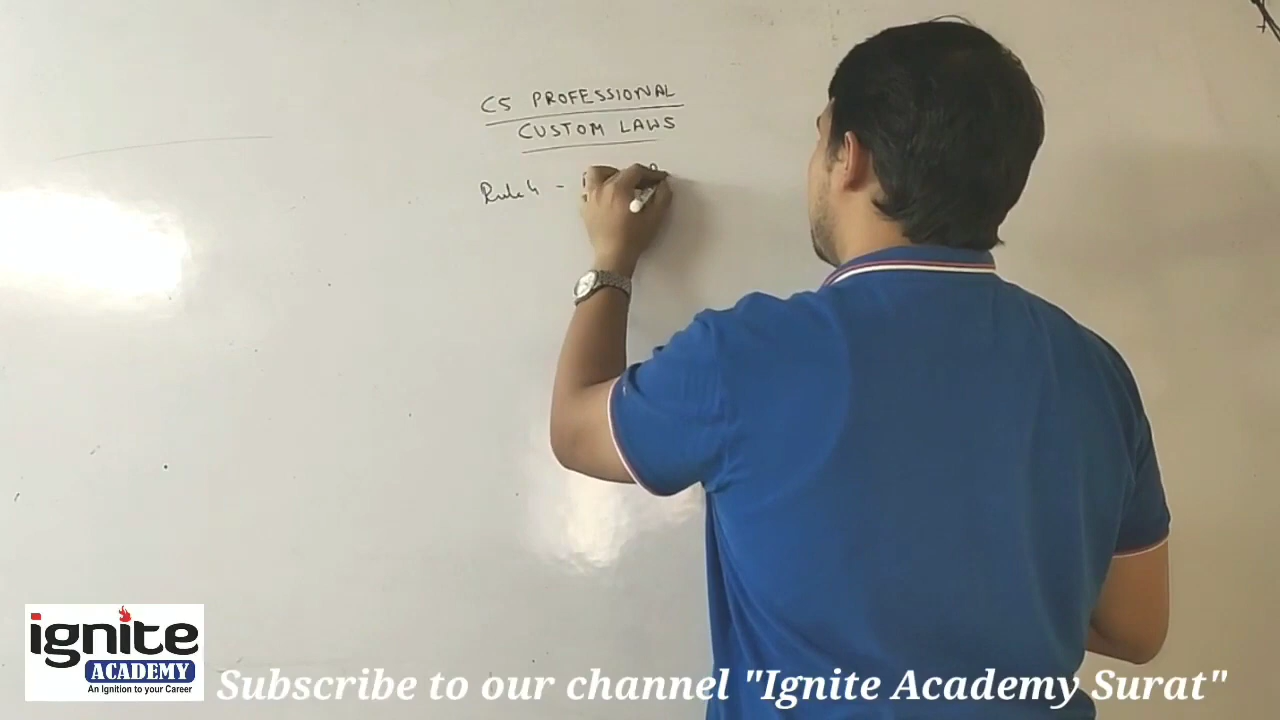 CS PROFESSIONAL
CUSTOM LAWS
Rule 4 -
ignite
ACADEMY
An Ignition to your Career
Subscribe to our channel "Ignite Academy Surat"